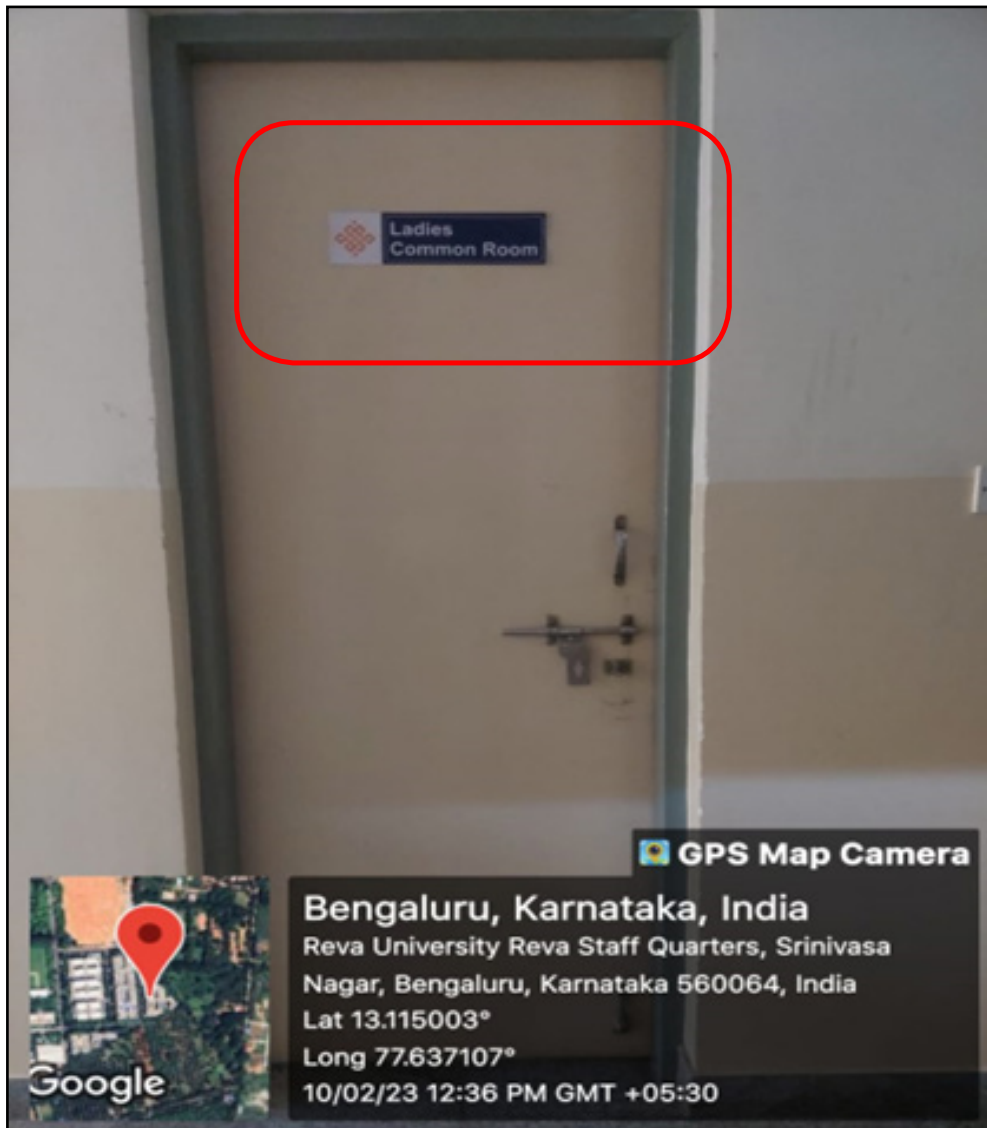 Ladies
Common Room
GPS Map Camera
Bengaluru, Karnataka, India
Reva University Reva Staff Quarters, Srinivasa
Nagar, Bengaluru, Karnataka 560064, India
Lat 13.115003°
Long 77.637107°
10/02/23 12:36 PM GMT +05:30
Google